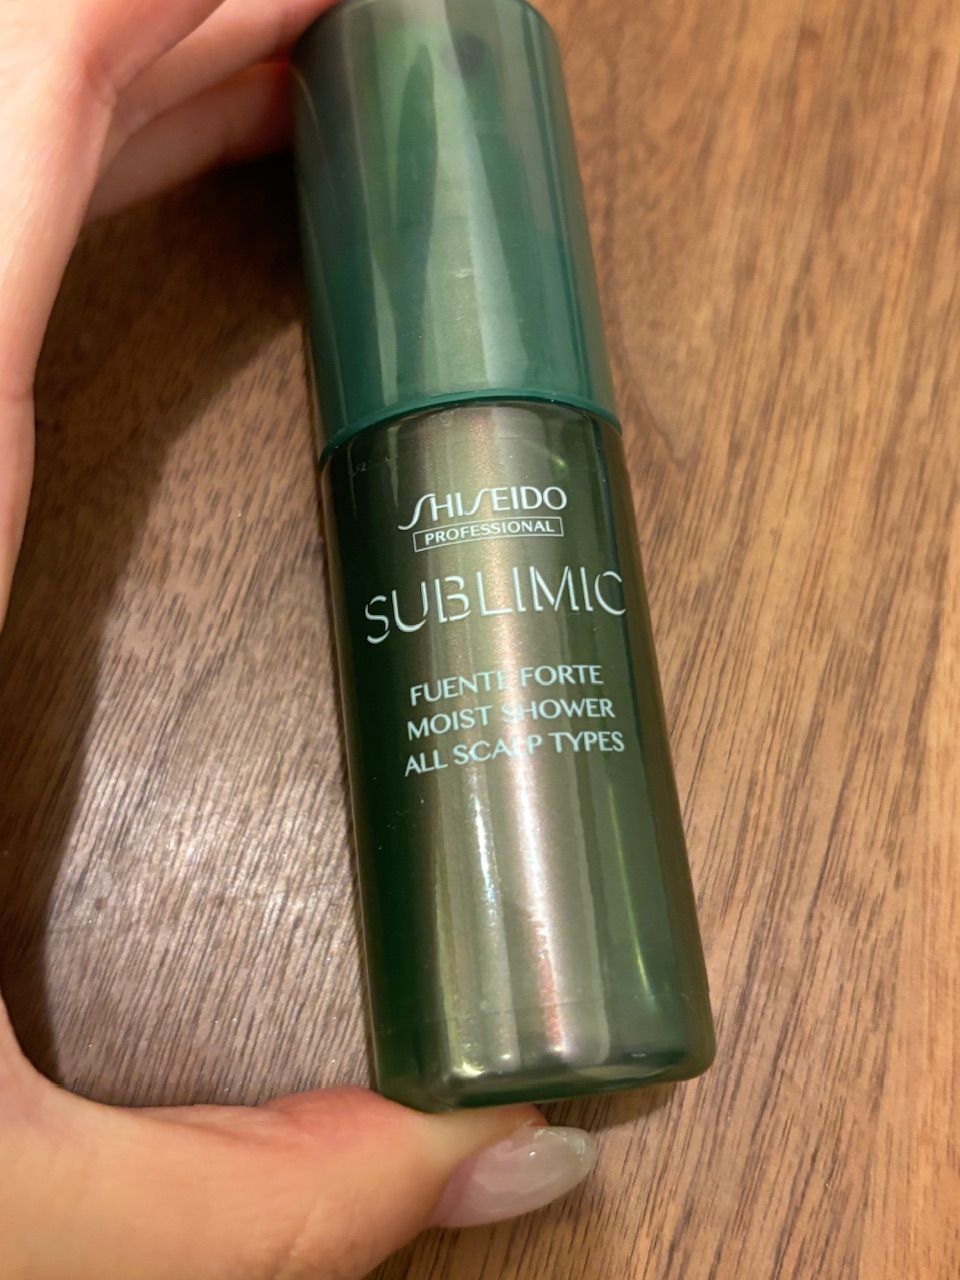 SHISEIDO
PROFESSIONAL
SUBLIMIC
FUENTE FORTE
MOIST SHOWER
ALL SCALP TYPES